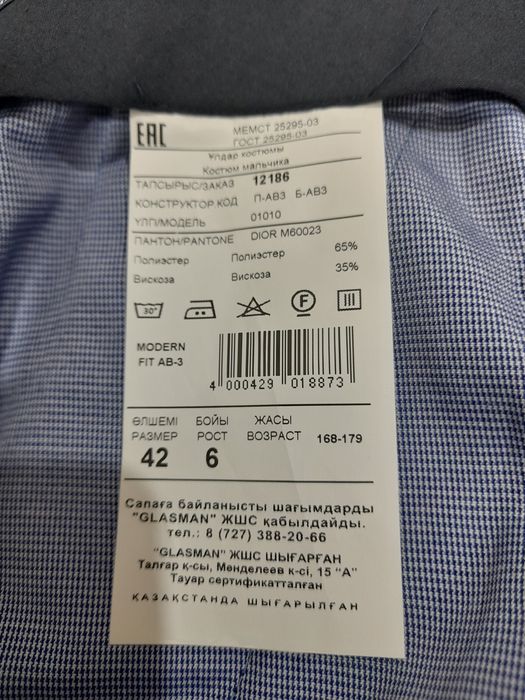 ЕАС
МЕМСТ 25295-03
ГОСТ 25295-03
Ұлдар костюмы
Костюм мальчика
ТАПСЫРЫС/ЗАКАЗ 12186
КОНСТРУКТОР КОД П-АВ3 Б-АВ3
ҮЛГІ/МОДЕЛЬ 01010
ПАНТОН/PANTONE DIOR M60023
Полиэстер Полиэстер 65%
Вискоза Вискоза 35%
30° F
MODERN
FIT AB-3
4 000429 018873
ӨЛШЕМІ БОЙЫ ЖАСЫ
РАЗМЕР РОСТ ВОЗРАСТ 168-179
42 6
Сапаға байланысты шағымдарды
"GLASMAN" ЖШС қабылдайды.
тел.: 8 (727) 388-20-66
"GLASMAN" ЖШС ШЫҒАРҒАН
Талғар қ-сы, Менделеев к-сі, 15 "А"
Тауар сертификатталған
ҚАЗАҚСТАНДА ШЫҒАРЫЛҒАН